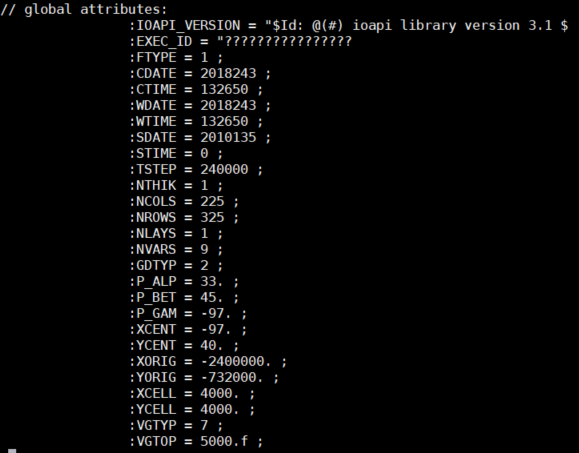 // global attributes:
:IOAPI_VERSION = "$Id: @(#) ioapi library version 3.1 $
:EXEC_ID = "????????????????
:FTYPE = 1 ;
:CDATE = 2018243 ;
:CTIME = 132650 ;
:WDATE = 2018243 ;
:WTIME = 132650 ;
:SDATE = 2010135 ;
:STIME = 0 ;
:TSTEP = 240000 ;
:NTHIK = 1 ;
:NCOLS = 225 ;
:NROWS = 325 ;
:NLAYS = 1 ;
:NVARS = 9 ;
:GDTYP = 2 ;
:P_ALP = 33. ;
:P_BET = 45. ;
:P_GAM = -97. ;
:XCENT = -97. ;
:YCENT = 40. ;
:XORIG = -2400000. ;
:YORIG = -732000. ;
:XCELL = 4000. ;
:YCELL = 4000. ;
:VGTYP = 7 ;
:VGTOP = 5000.f ;